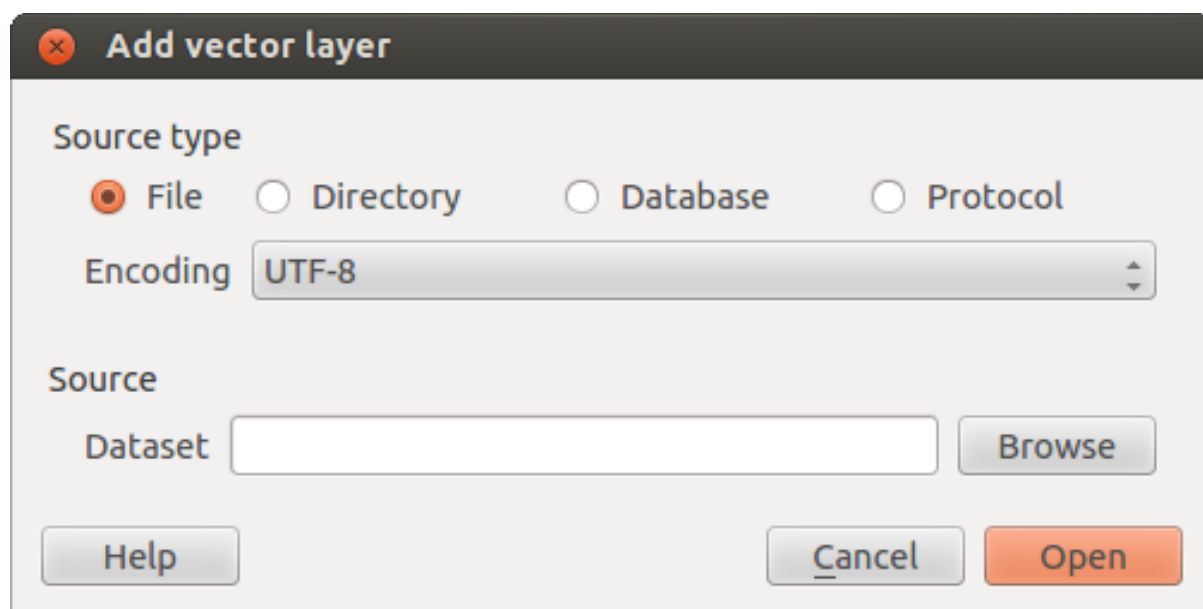 Add vector layer
Source type
File Directory Database Protocol
Encoding UTF-8
Source
Dataset Browse
Help Cancel Open